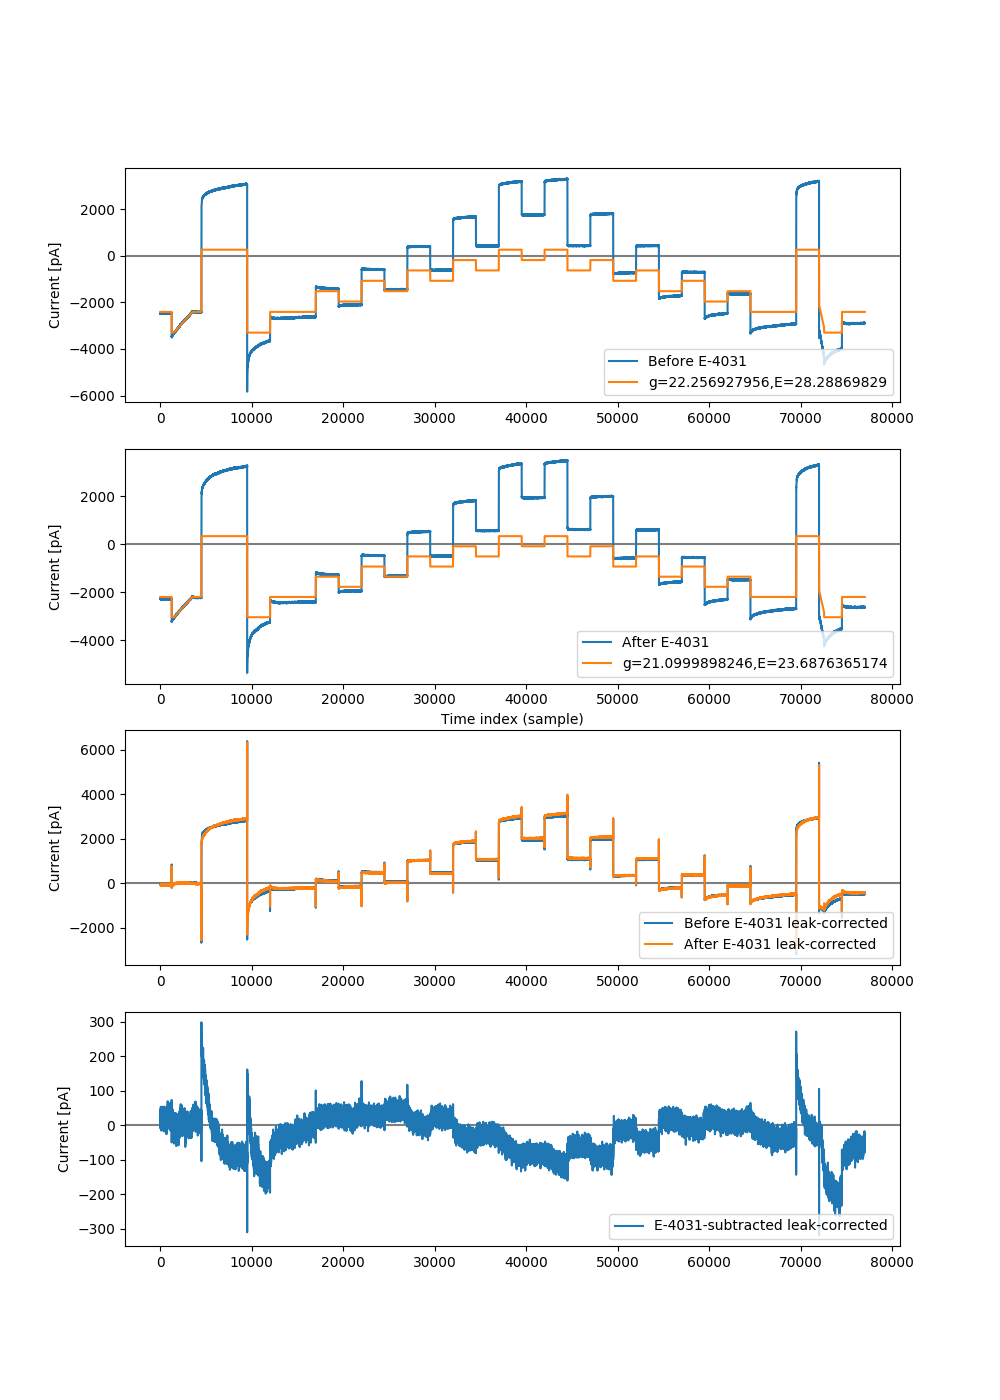 Current [pA]
2000
0
−2000
−4000
−6000
Before E-4031
g=22.256927956,E=28.28869829
0 10000 20000 30000 40000 50000 60000 70000 80000
Current [pA]
2000
0
−2000
−4000
After E-4031
g=21.0999898246,E=23.6876365174
0 10000 20000 30000 40000 50000 60000 70000 80000
Time index (sample)
Current [pA]
6000
4000
2000
0
−2000
Before E-4031 leak-corrected
After E-4031 leak-corrected
0 10000 20000 30000 40000 50000 60000 70000 80000
Current [pA]
300
200
100
0
−100
−200
−300
E-4031-subtracted leak-corrected
0 10000 20000 30000 40000 50000 60000 70000 80000